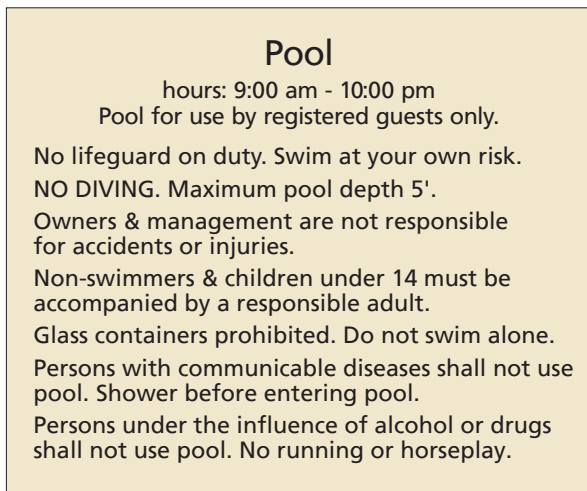 Pool
hours: 9:00 am - 10:00 pm
Pool for use by registered guests only.
No lifeguard on duty. Swim at your own risk.
NO DIVING. Maximum pool depth 5'.
Owners & management are not responsible
for accidents or injuries.
Non-swimmers & children under 14 must be
accompanied by a responsible adult.
Glass containers prohibited. Do not swim alone.
Persons with communicable diseases shall not use
pool. Shower before entering pool.
Persons under the influence of alcohol or drugs
shall not use pool. No running or horseplay.